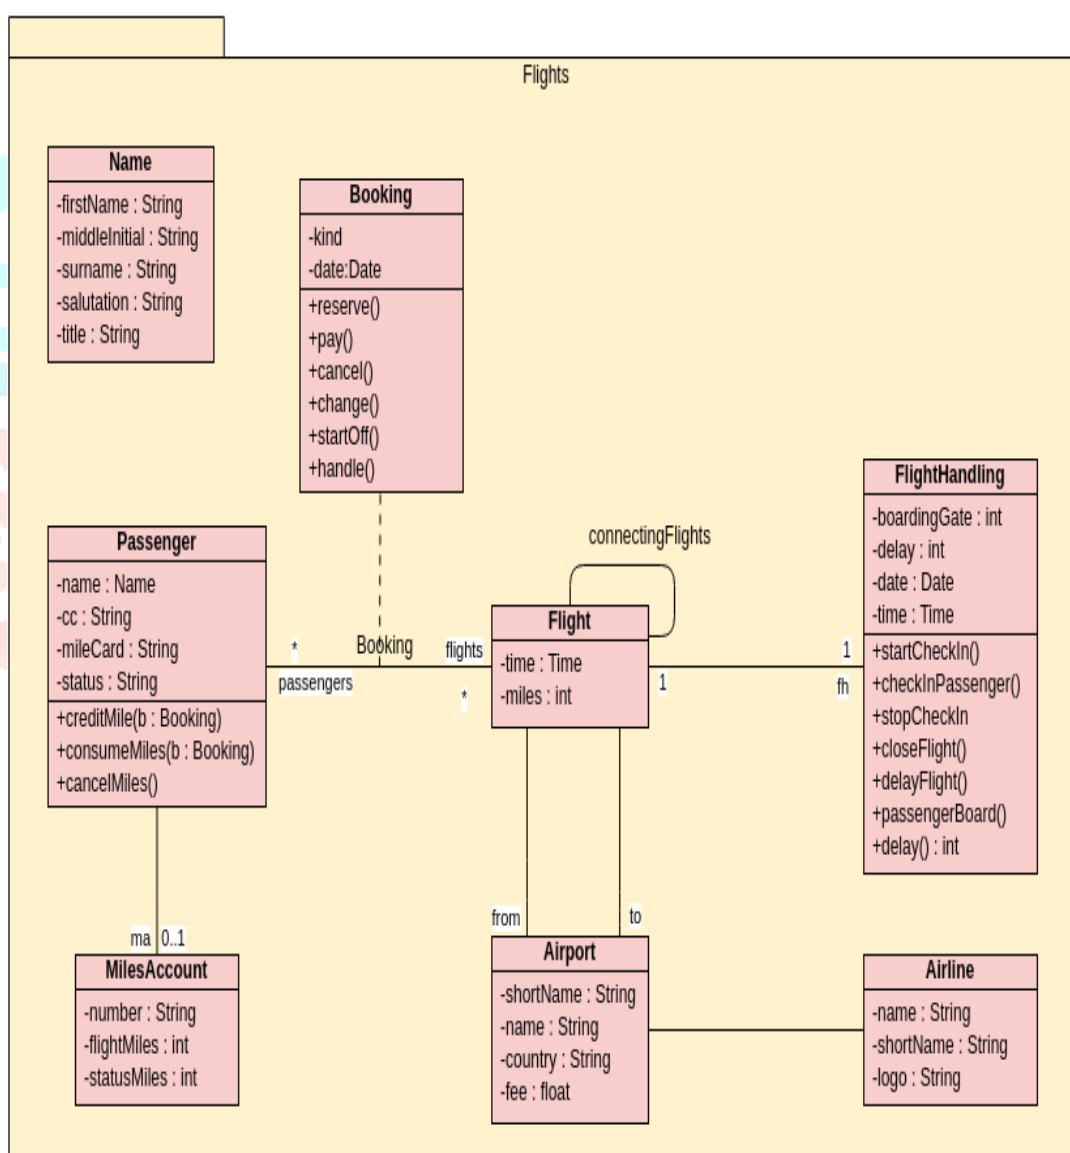 Flights
Name
-firstName : String
-middleInitial : String
-surname : String
-salutation : String
-title : String
Booking
-kind
-date:Date
+reserve()
+pay()
+cancel()
+change()
+startOff()
+handle()
Passenger
-name : Name
-cc : String
-mileCard : String
-status : String
+creditMile(b : Booking)
+consumeMiles(b : Booking)
+cancelMiles()
*
passengers
Booking
flights
*
connectingFlights
Flight
-time : Time
-miles : int
1
1
fh
FlightHandling
-boardingGate : int
-delay : int
-date : Date
-time : Time
+startCheckIn()
+checkInPassenger()
+stopCheckIn
+closeFlight()
+delayFlight()
+passengerBoard()
+delay() : int
ma 0..1
MilesAccount
-number : String
-flightMiles : int
-statusMiles : int
from
to
Airport
-shortName : String
-name : String
-country : String
-fee : float
Airline
-name : String
-shortName : String
-logo : String